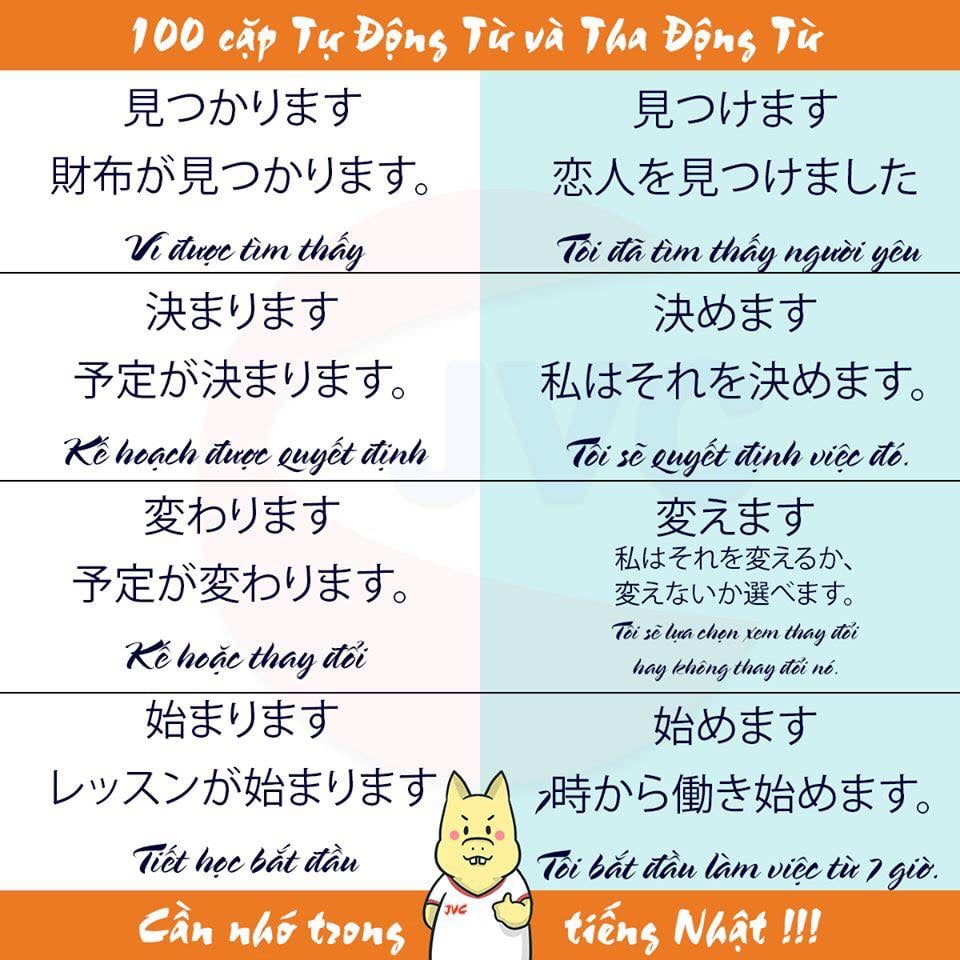 100 cặp Tự Động Từ và Tha Động Từ
見つかります
財布が見つかります。
Ví được tìm thấy
見つけます
恋人を見つけました
Tôi đã tìm thấy người yêu
決まります
予定が決まります。
Kế hoạch được quyết định
決めます
私はそれを決めます。
Tôi sẽ quyết định việc đó.
変わります
予定が変わります。
Kế hoặc thay đổi
変えます
私はそれを変えるか、
変えないか選べます。
Tôi sẽ lựa chọn xem thay đổi
hay không thay đổi nó.
始まります
レッスンが始まります
Tiết học bắt đầu
始めます
7時から働き始めます。
Tôi bắt đầu làm việc từ 7 giờ.
JVC
JVC
Cần nhớ trong tiếng Nhật !!!